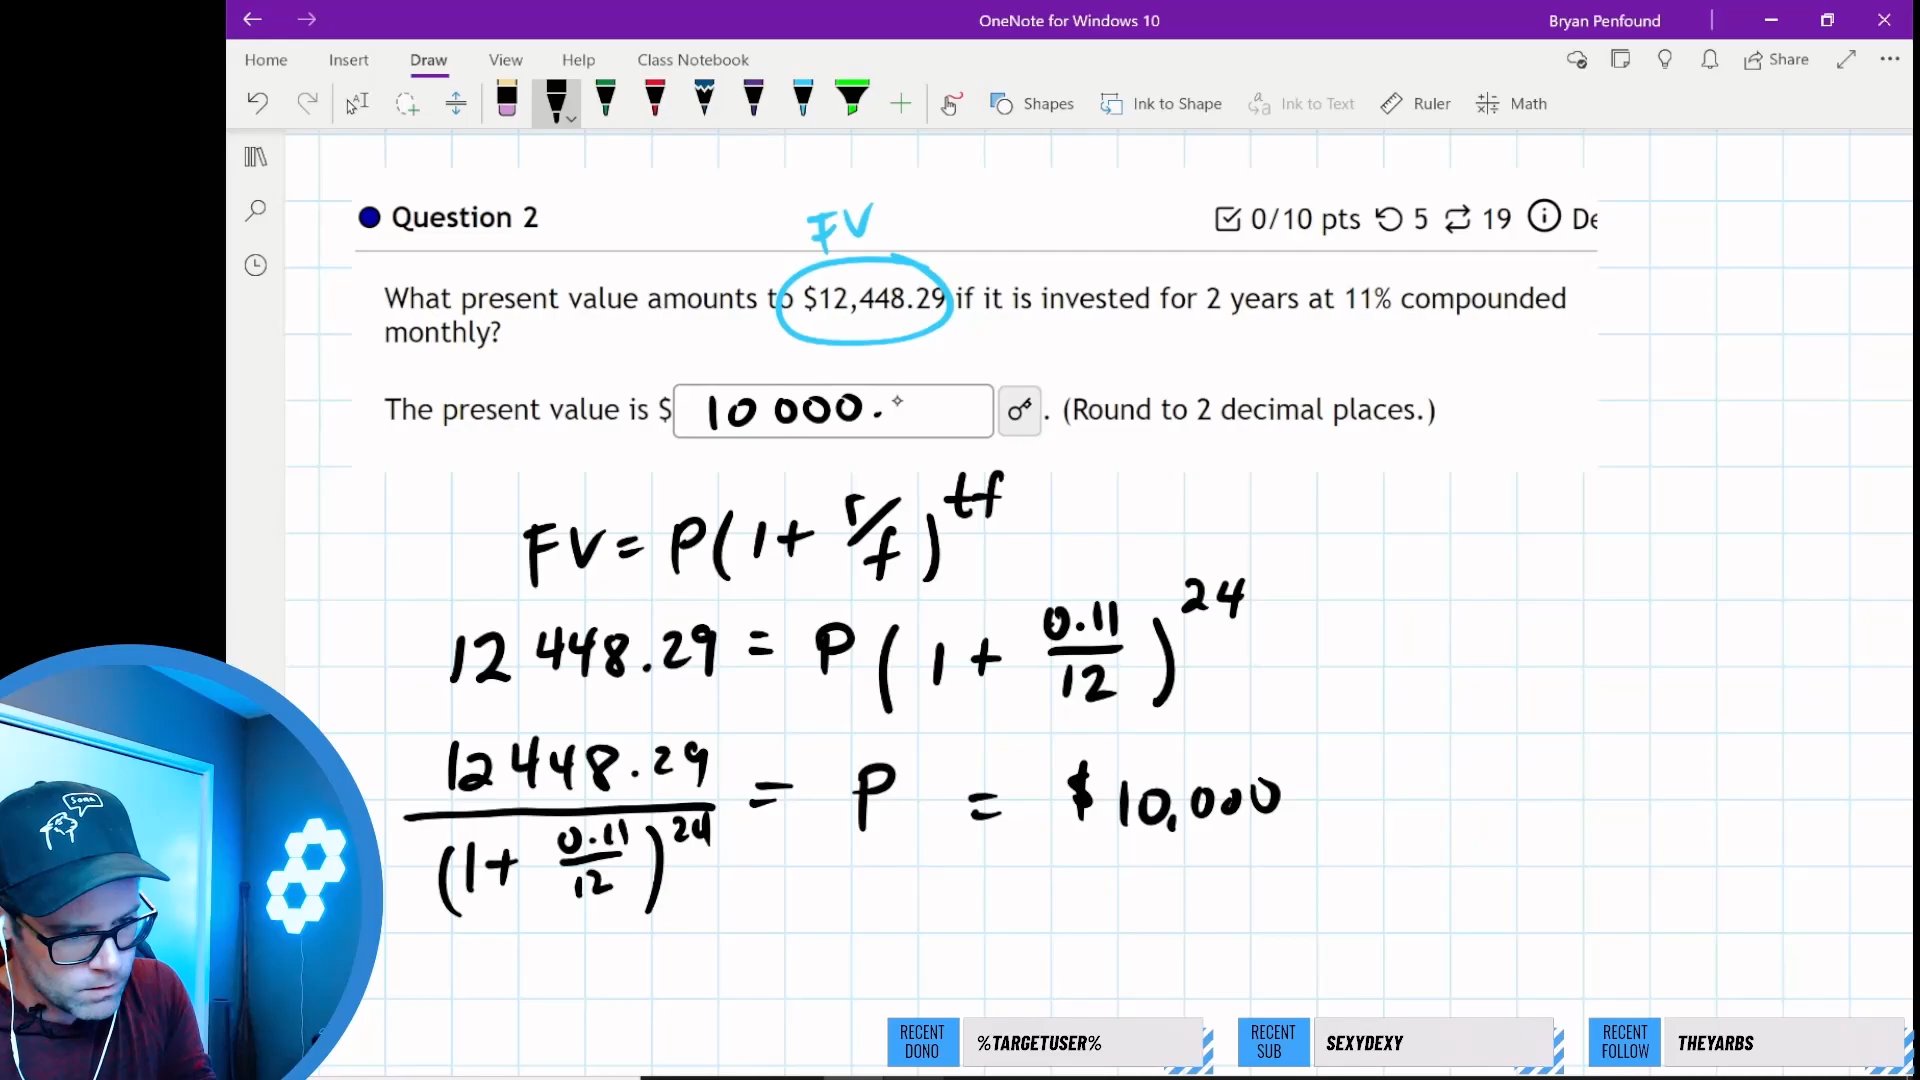 OneNote for Windows 10
Bryan Penfound
Home Insert Draw View Help Class Notebook Share
Shapes Ink to Shape Ink to Text Ruler Math
FV
Question 2 0/10 pts 5 19 De
What present value amounts to $12,448.29 if it is invested for 2 years at 11% compounded
monthly?
The present value is $ 10 000. . (Round to 2 decimal places.)
FV = P(1 + r/f)^tf
12 448.29 = P(1 + 0.11/12)^24
12448.29/(1 + 0.11/12)^24 = P = $10,000
SOMA
RECENT DONO %TARGETUSER% RECENT SUB SEXYDEXY RECENT FOLLOW THEYARBS